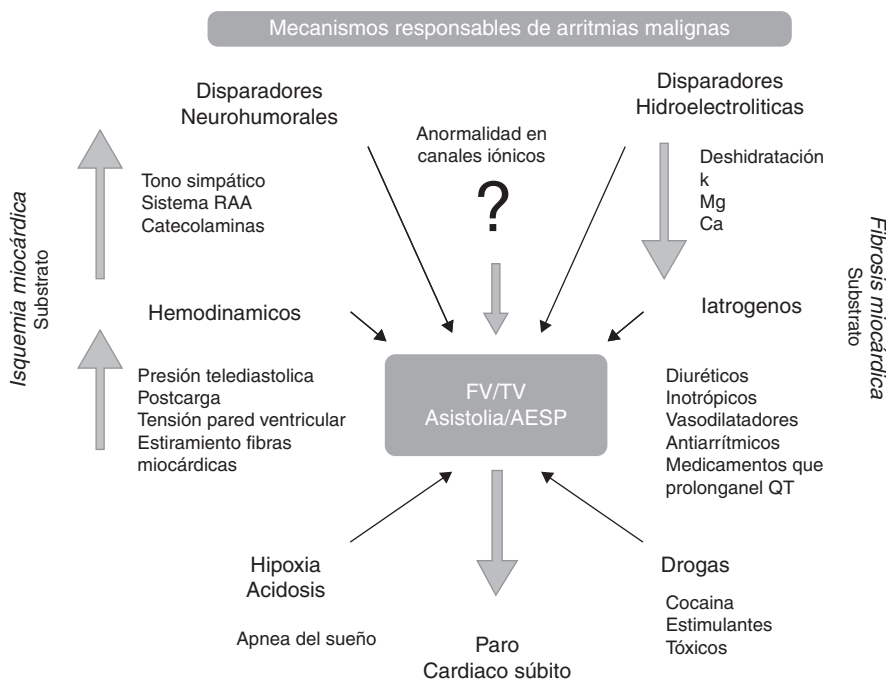 Mecanismos responsables de arritmias malignas
Disparadores
Neurohumorales
Tono simpático
Sistema RAA
Catecolaminas
Anormalidad en
canales iónicos
?
Disparadores
Hidroelectroliticas
Deshidratación
k
Mg
Ca
Isquemia miocárdica
Substrato
Fibrosis miocárdica
Substrato
Hemodinamicos
Presión telediastolica
Postcarga
Tensión pared ventricular
Estiramiento fibras
miocárdicas
FV/TV
Asistolia/AESP
Iatrogenos
Diuréticos
Inotrópicos
Vasodilatadores
Antiarrítmicos
Medicamentos que
prolonganel QT
Hipoxia
Acidosis
Apnea del sueño
Paro
Cardiaco súbito
Drogas
Cocaina
Estimulantes
Tóxicos